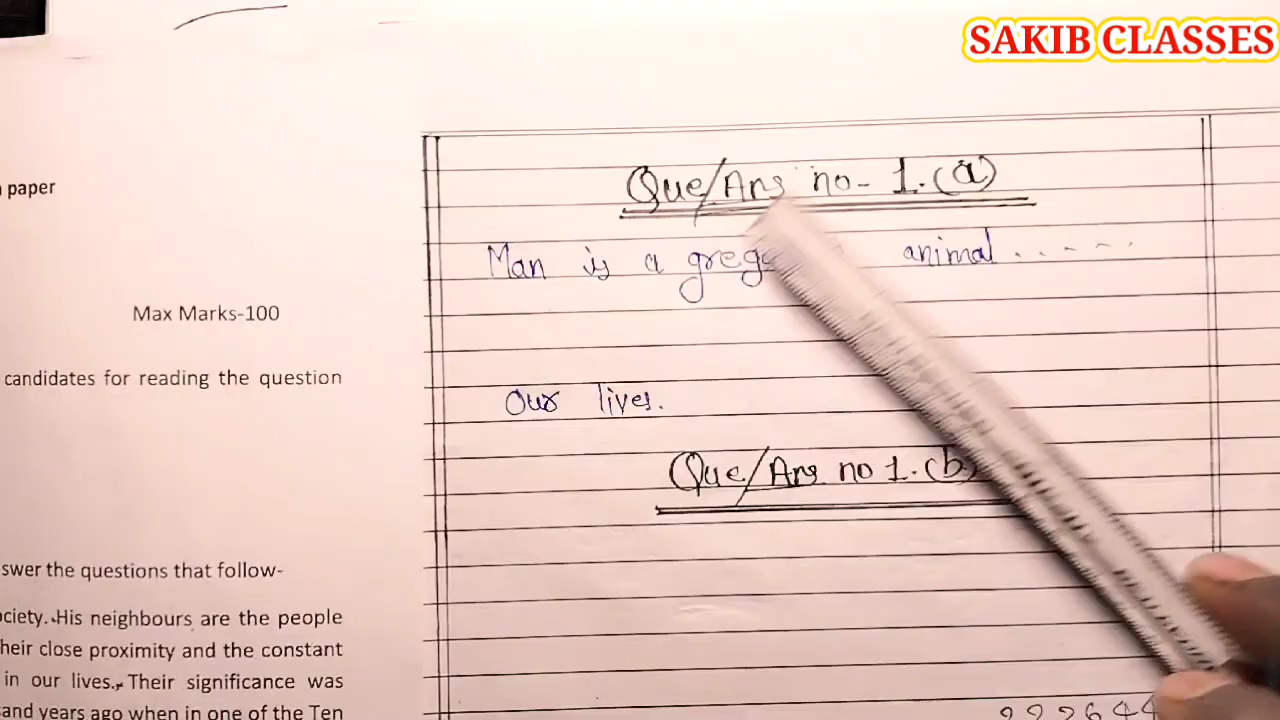 SAKIB CLASSES
paper
Max Marks-100
candidates for reading the question
swer the questions that follow-
ociety. His neighbours are the people
heir close proximity and the constant
in our lives. Their significance was
sand years ago when in one of the Ten
Que/Ans no- 1.(a)
Man is a animal . . - - -
Our lives.
Que/Ans no 1.(b)